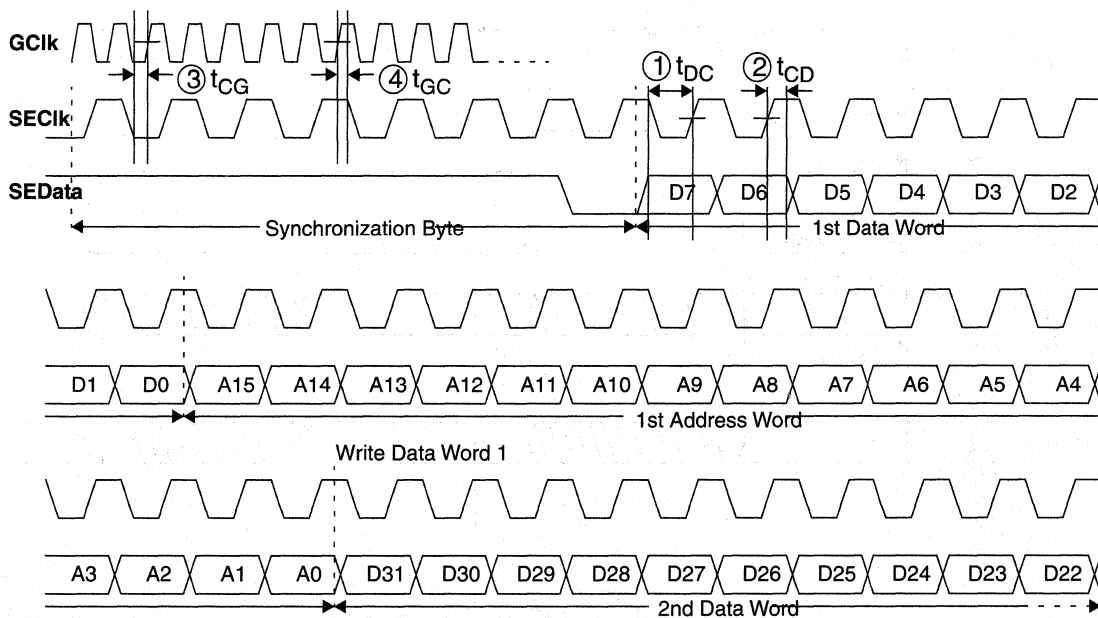 GClk
③ tCG ④ tGC ① tDC ② tCD
SEClk
SEData D7 D6 D5 D4 D3 D2
Synchronization Byte 1st Data Word
D1 D0 A15 A14 A13 A12 A11 A10 A9 A8 A7 A6 A5 A4
1st Address Word
Write Data Word 1
A3 A2 A1 A0 D31 D30 D29 D28 D27 D26 D25 D24 D23 D22
2nd Data Word